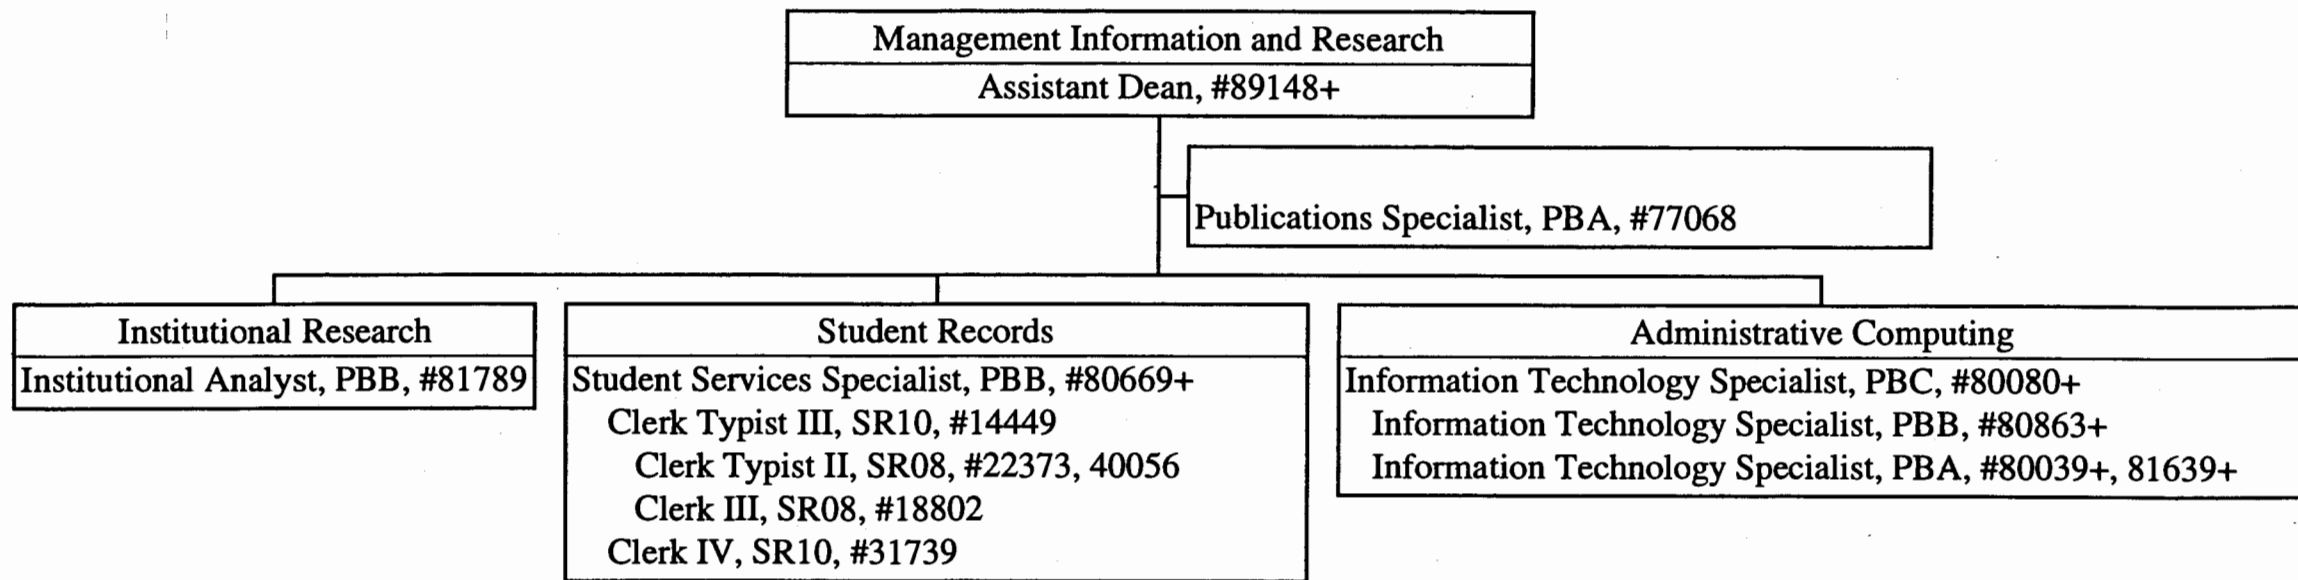 Management Information and Research
Assistant Dean, #89148+
Publications Specialist, PBA, #77068
Institutional Research
Institutional Analyst, PBB, #81789
Student Records
Student Services Specialist, PBB, #80669+
Clerk Typist III, SR10, #14449
Clerk Typist II, SR08, #22373, 40056
Clerk III, SR08, #18802
Clerk IV, SR10, #31739
Administrative Computing
Information Technology Specialist, PBC, #80080+
Information Technology Specialist, PBB, #80863+
Information Technology Specialist, PBA, #80039+, 81639+